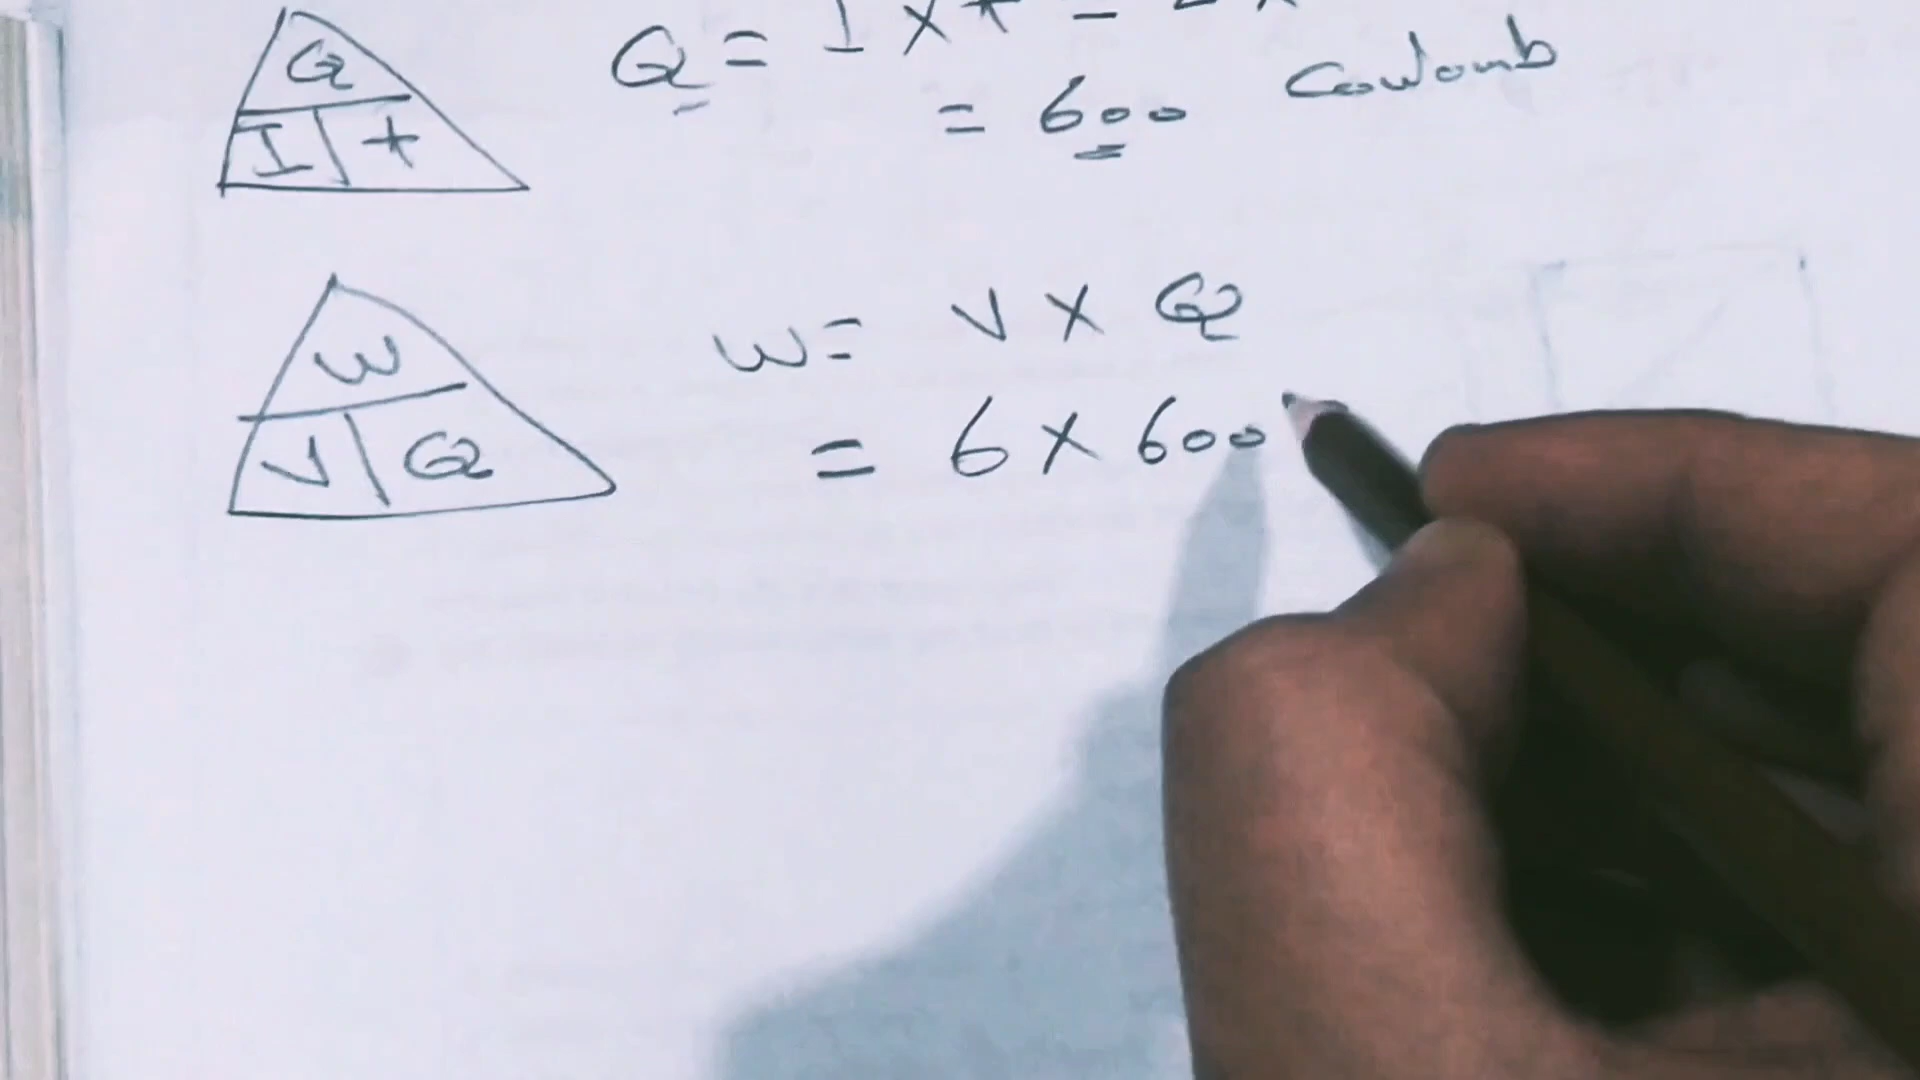 Q
I t
Q = I x t =
= 600 Coulomb
W
V Q
W = V x Q
= 6 x 600